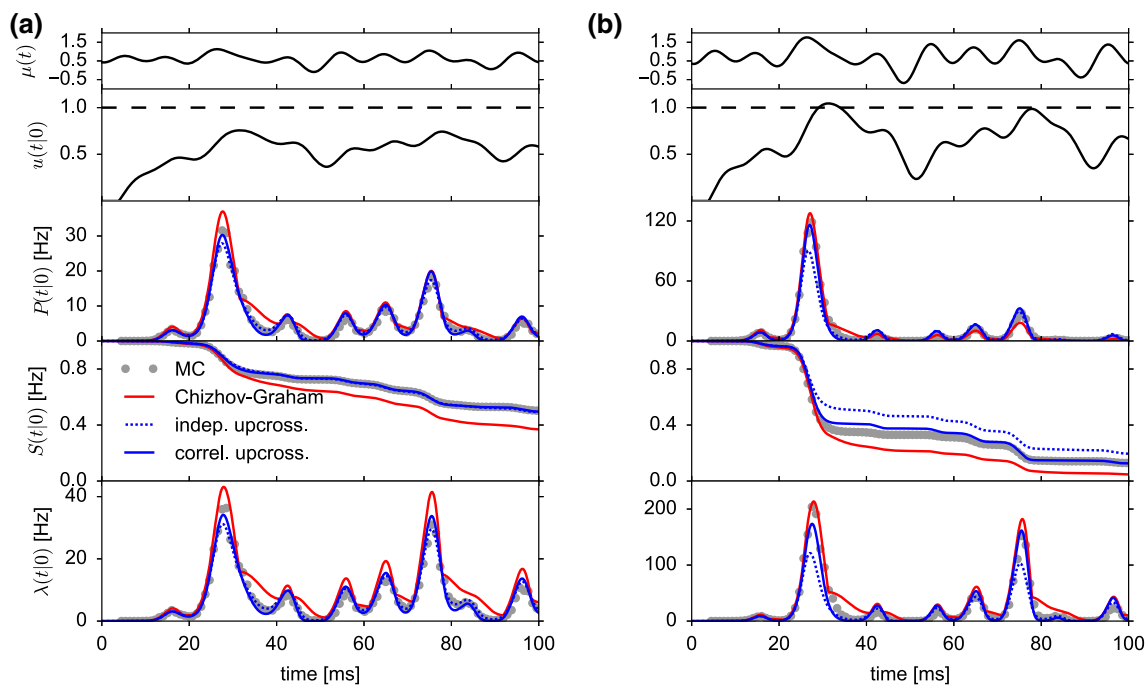 (a)
μ(t)
1.5
0.5
−0.5
u(t|0)
1.0
0.5
P(t|0) [Hz]
30
20
10
0
S(t|0) [Hz]
0.8
0.4
0.0
MC
Chizhov-Graham
indep. upcross.
correl. upcross.
λ(t|0) [Hz]
40
20
0
0 20 40 60 80 100
time [ms]
(b)
1.5
0.5
−0.5
1.0
0.5
120
60
0
0.8
0.4
0.0
200
100
0
0 20 40 60 80 100
time [ms]